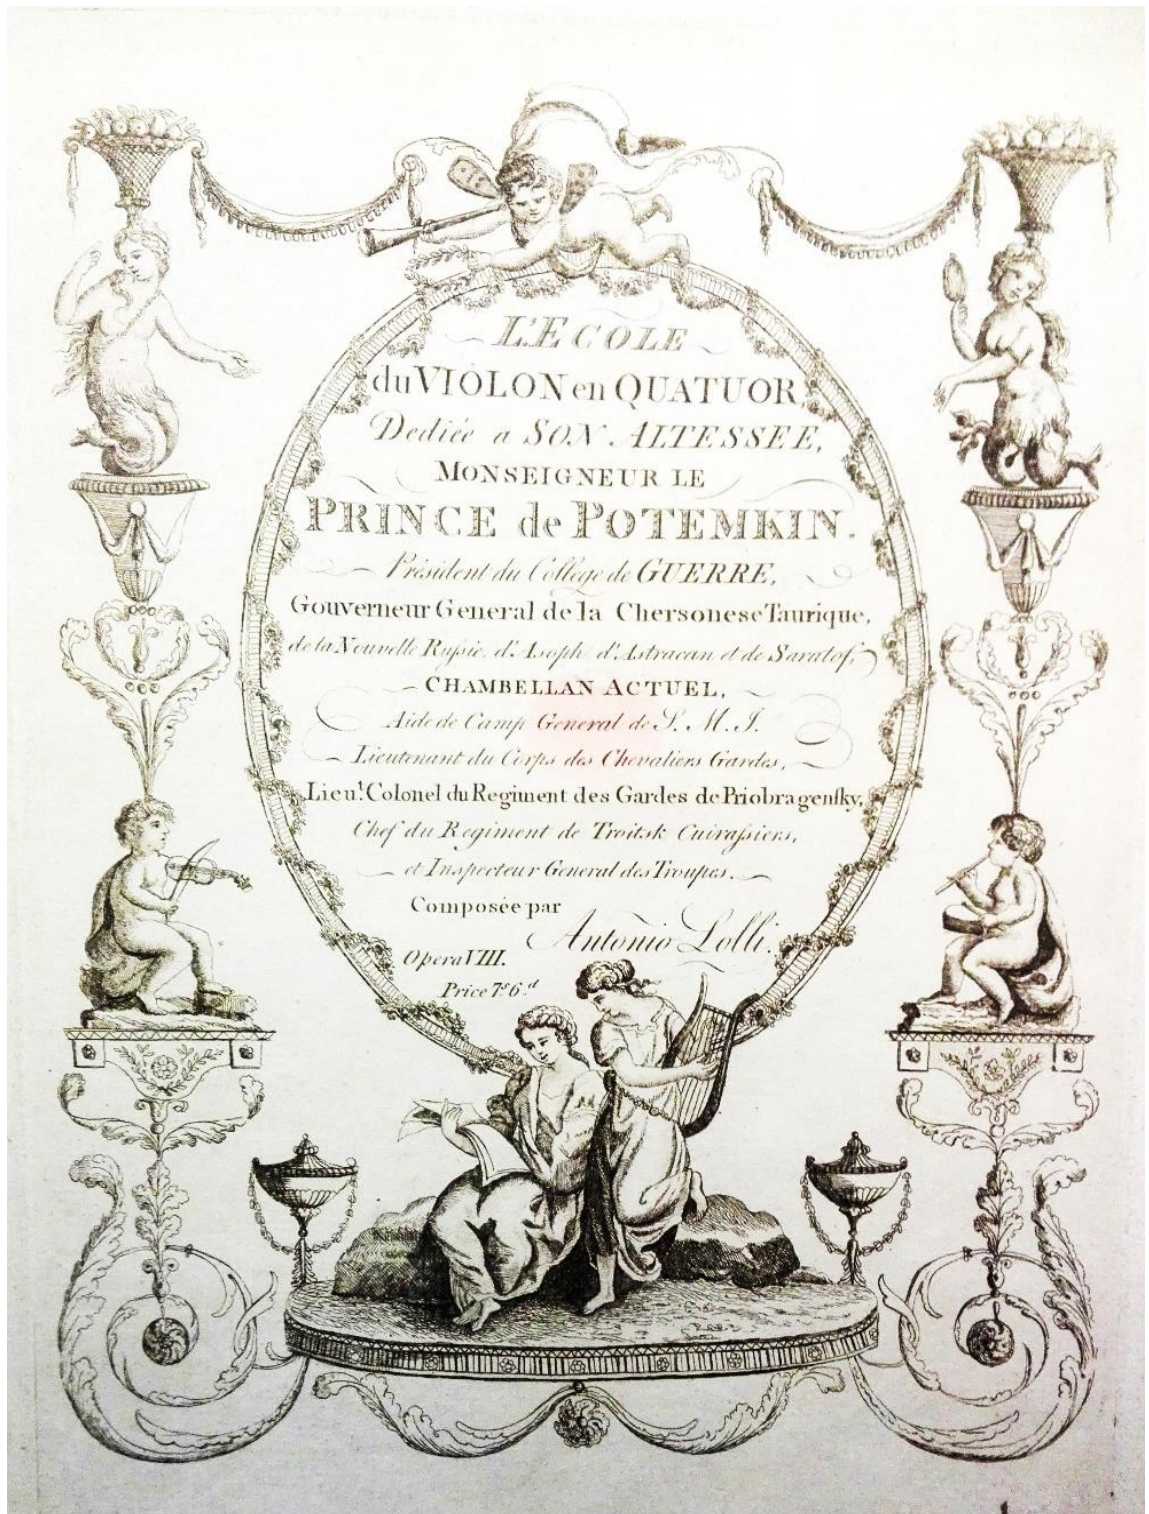 L'ECOLE
du VIOLON en QUATUOR,
Dediée a SON ALTESSEE,
MONSEIGNEUR LE
PRINCE de POTEMKIN.
Président du Collège de GUERRE,
Gouverneur General de la Chersonese Taurique,
de la Nouvelle Russie, d'Asoph d'Astracan et de Saratof,
CHAMBELLAN ACTUEL,
Aide de Camp General de S. M. I.
Lieutenant du Corps des Chevaliers Gardes,
Lieut. Colonel du Regiment des Gardes de Priobragensky,
Chef du Regiment de Troitsk Cuirassiers,
et Inspecteur General des Troupes.
Composée par
Antonio Lolli.
Opera VIII.
Price 7s 6d